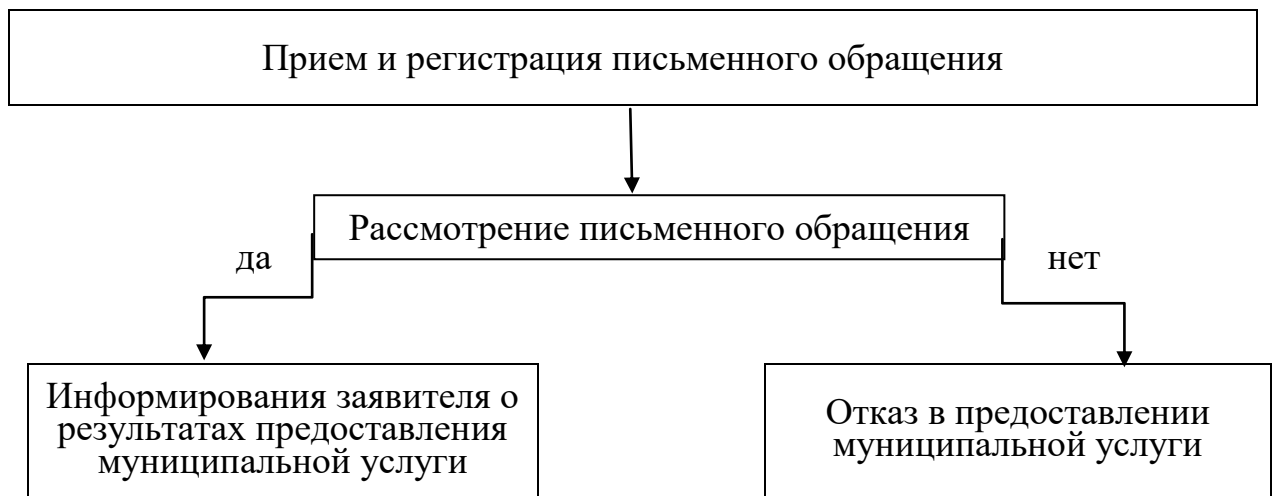 Прием и регистрация письменного обращения
Рассмотрение письменного обращения
да
нет
Информирования заявителя о
результатах предоставления
муниципальной услуги
Отказ в предоставлении
муниципальной услуги